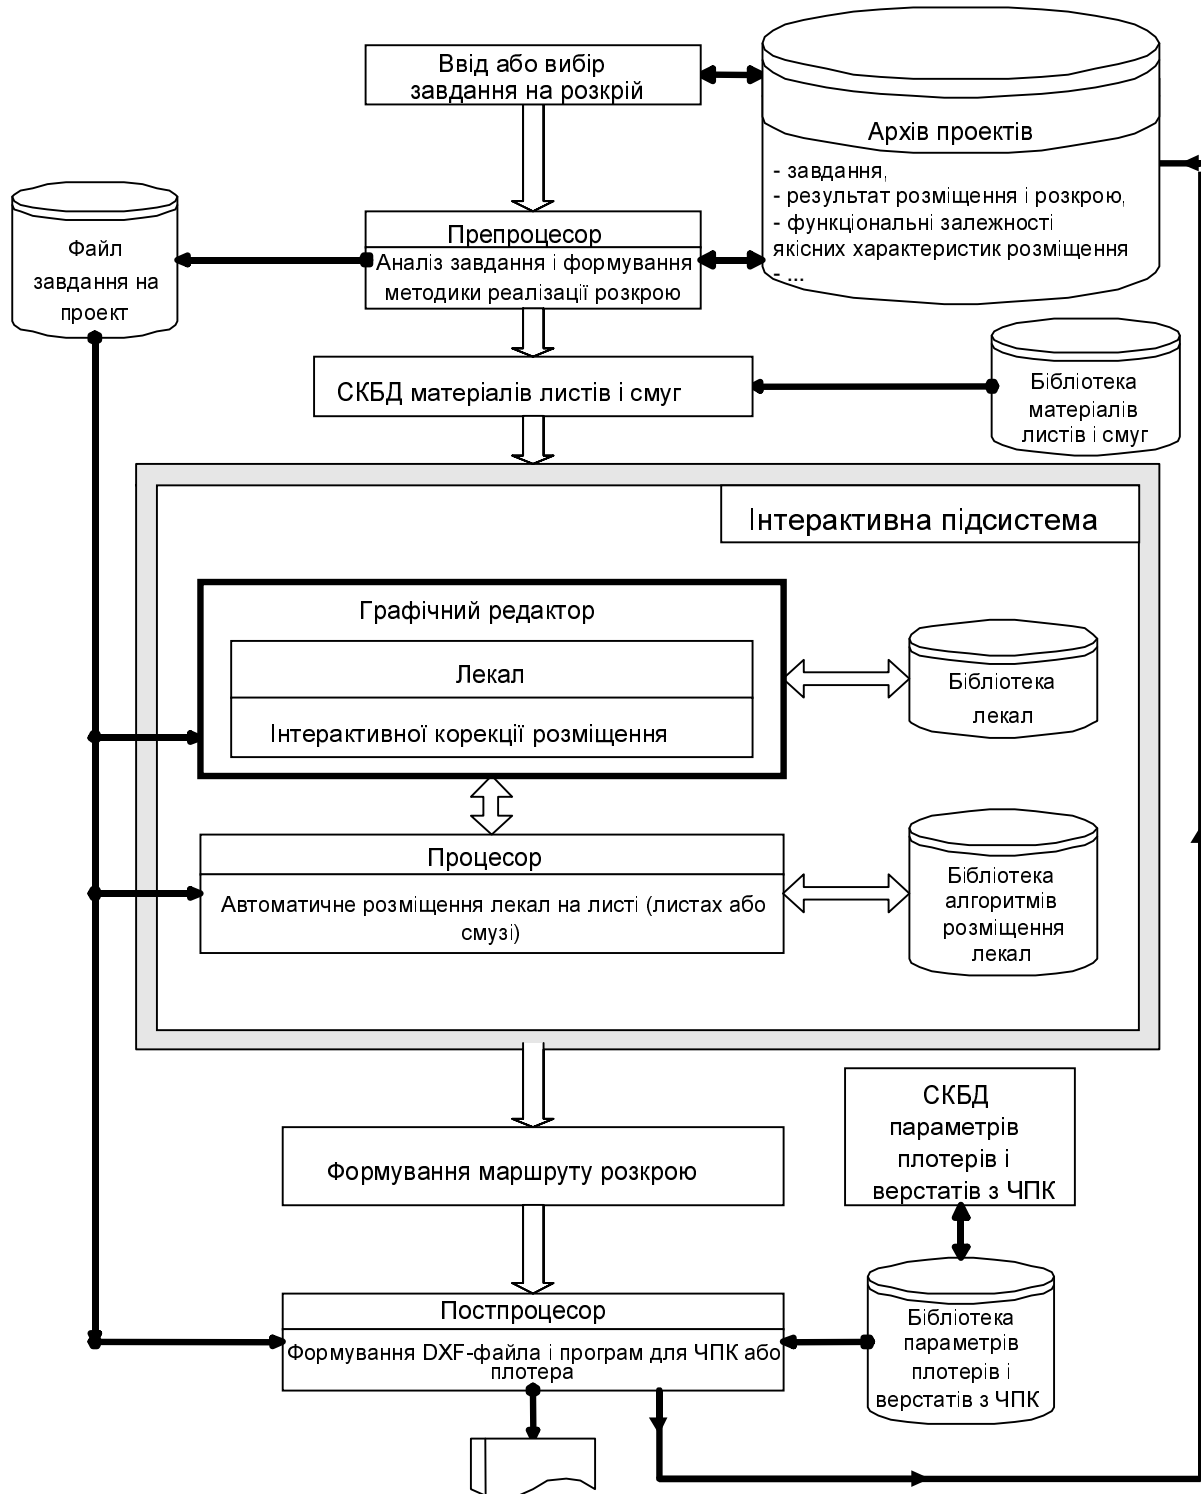 Ввід або вибір
завдання на розкрій
Архів проектів
- завдання,
- результат розміщення і розкрою,
- функціональні залежності
якісних характеристик розміщення
- ...
Файл
завдання на
проект
Препроцесор
Аналіз завдання і формування
методики реалізації розкрою
СКБД матеріалів листів і смуг
Бібліотека
матеріалів
листів і смуг
Інтерактивна підсистема
Графічний редактор
Лекал
Інтерактивної корекції розміщення
Бібліотека
лекал
Процесор
Автоматичне розміщення лекал на листі (листах або
смузі)
Бібліотека
алгоритмів
розміщення
лекал
Формування маршруту розкрою
СКБД
параметрів
плотерів і
верстатів з ЧПК
Постпроцесор
Формування DXF-файла і програм для ЧПК або
плотера
Бібліотека
параметрів
плотерів і
верстатів з ЧПК